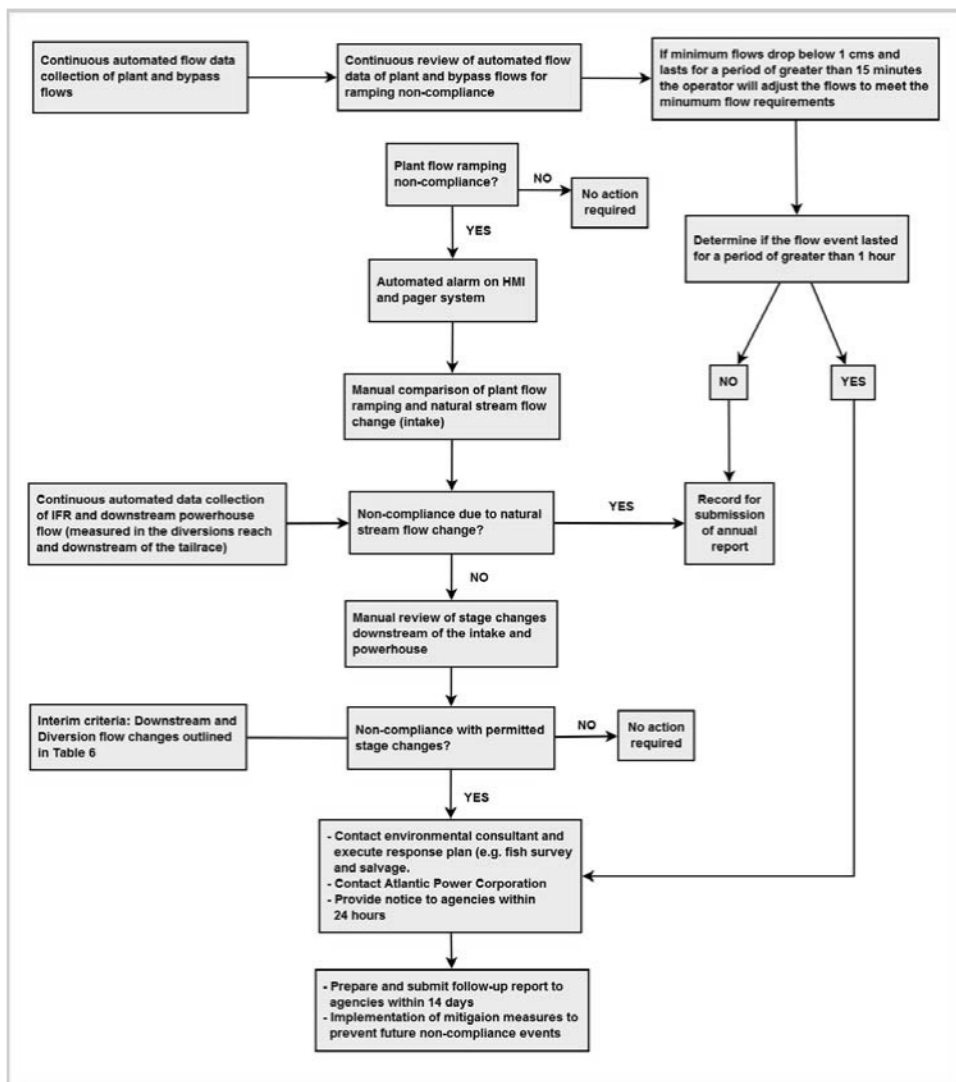 Continuous automated flow data
collection of plant and bypass
flows
Continuous review of automated flow
data of plant and bypass flows for
ramping non-compliance
If minimum flows drop below 1 cms and
lasts for a period of greater than 15 minutes
the operator will adjust the flows to meet the
minumum flow requirements
Plant flow ramping
non-compliance?
NO
No action
required
YES
Determine if the flow event lasted
for a period of greater than 1 hour
Automated alarm on HMI
and pager system
NO
YES
Manual comparison of plant flow
ramping and natural stream flow
change (intake)
Continuous automated data collection
of IFR and downstream powerhouse
flow (measured in the diversions reach
and downstream of the tailrace)
Non-compliance due to natural
stream flow change?
YES
Record for
submission
of annual
report
NO
Manual review of stage changes
downstream of the intake and
powerhouse
Interim criteria: Downstream and
Diversion flow changes outlined
in Table 6
Non-compliance with permitted
stage changes?
NO
No action
required
YES
- Contact environmental consultant and
execute response plan (e.g. fish survey
and salvage.
- Contact Atlantic Power Corporation
- Provide notice to agencies within
24 hours
- Prepare and submit follow-up report to
agencies within 14 days
- Implementation of mitigaion measures to
prevent future non-compliance events